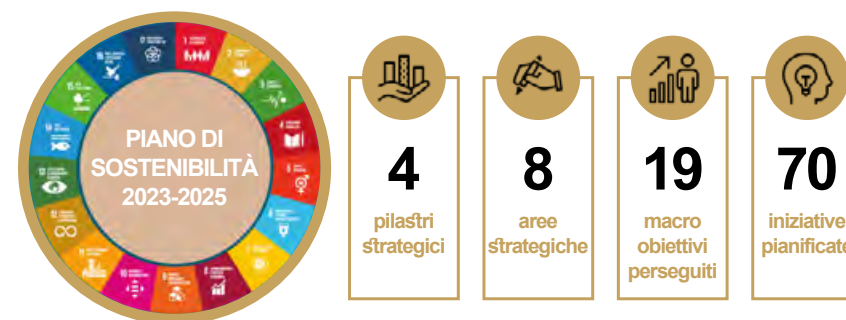 PIANO DI
SOSTENIBILITÀ
2023-2025
4
pilastri
strategici
8
aree
strategiche
19
macro
obiettivi
perseguiti
70
iniziative
pianificate